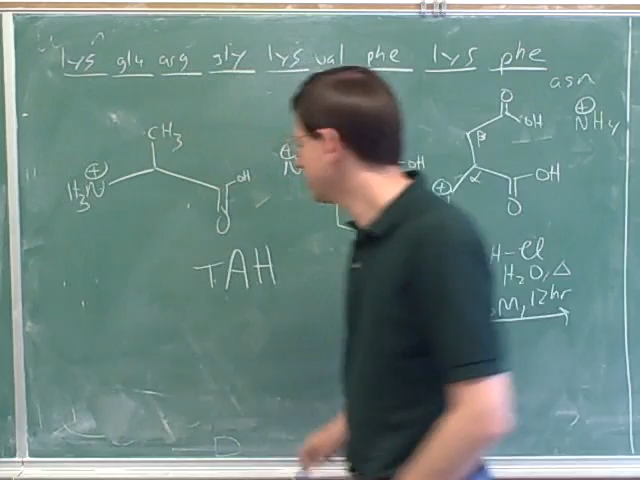 lys glu arg gly lys val phe lys phe
asn
CH3
H3N ⊕
OH
O
⊕ N
OH
O
OH
β
α
OH
O
⊕
⊕ NH4
TAH
H-Cl
H2O, Δ
M, 12hr
D